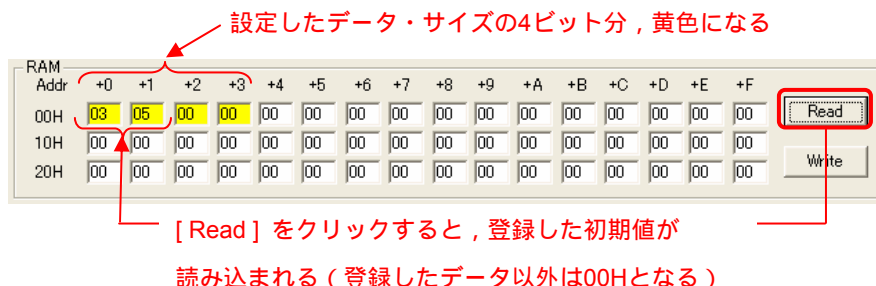 設定したデータ・サイズの4ビット分，黄色になる
RAM
Addr +0 +1 +2 +3 +4 +5 +6 +7 +8 +9 +A +B +C +D +E +F
00H 03 05 00 00 00 00 00 00 00 00 00 00 00 00 00 00 Read
10H 00 00 00 00 00 00 00 00 00 00 00 00 00 00 00 00
20H 00 00 00 00 00 00 00 00 00 00 00 00 00 00 00 00 Write
[ Read ] をクリックすると，登録した初期値が
読み込まれる（登録したデータ以外は00Hとなる）